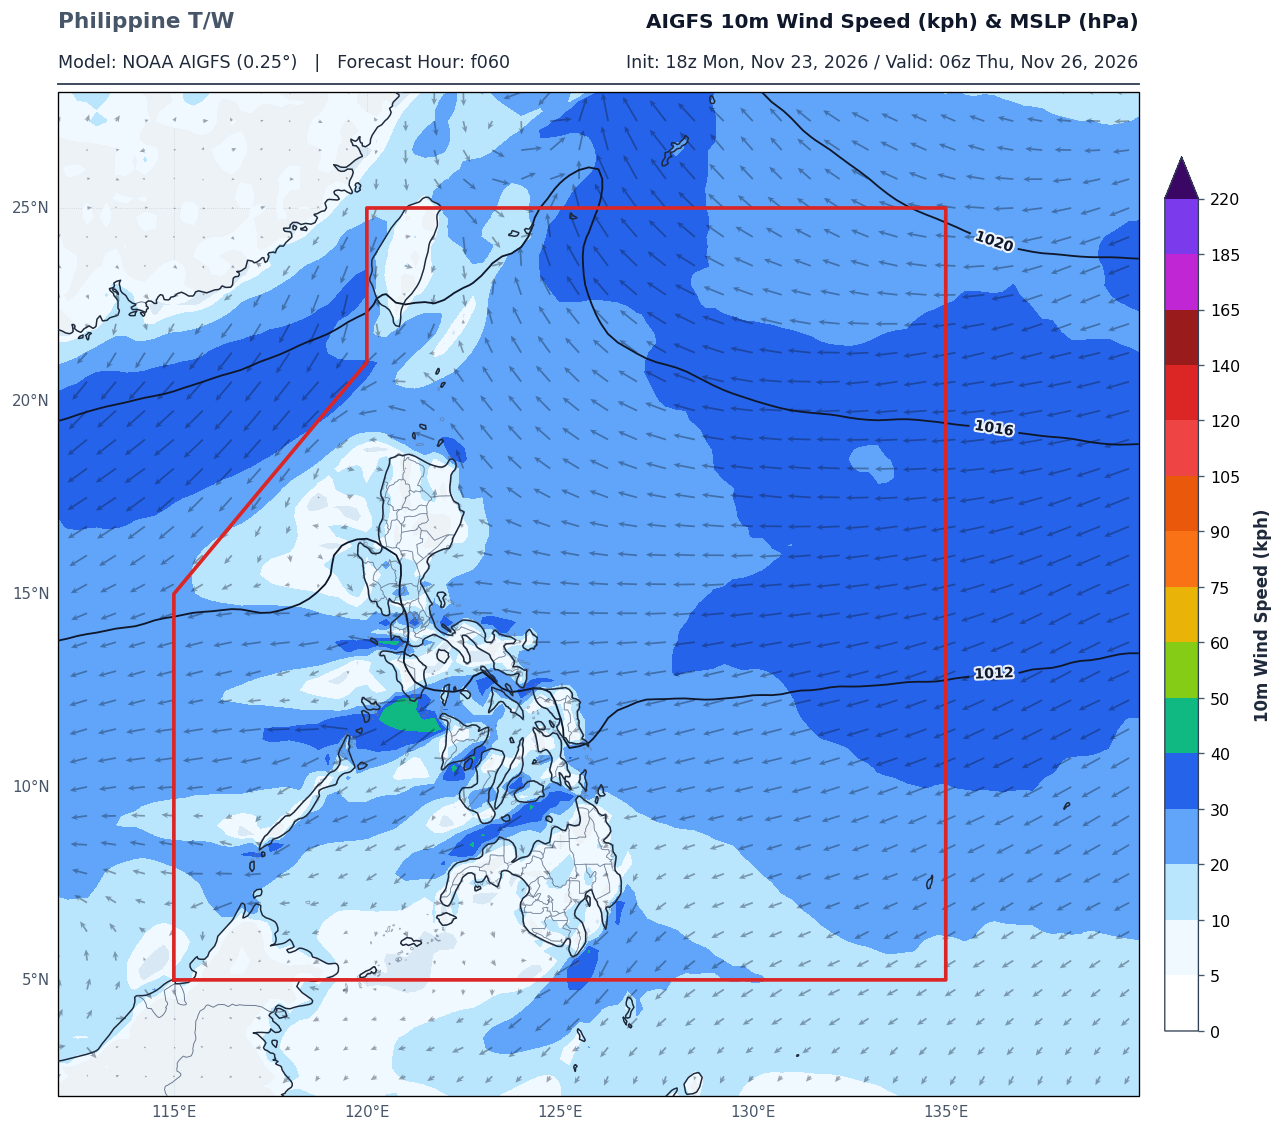 Philippine T/W
AIGFS 10m Wind Speed (kph) & MSLP (hPa)
Model: NOAA AIGFS (0.25°) | Forecast Hour: f060
Init: 18z Mon, Nov 23, 2026 / Valid: 06z Thu, Nov 26, 2026
25°N
20°N
15°N
10°N
5°N
115°E
120°E
125°E
130°E
135°E
1020
1016
1012
220
185
165
140
120
105
90
75
60
50
40
30
20
10
5
0
10m Wind Speed (kph)